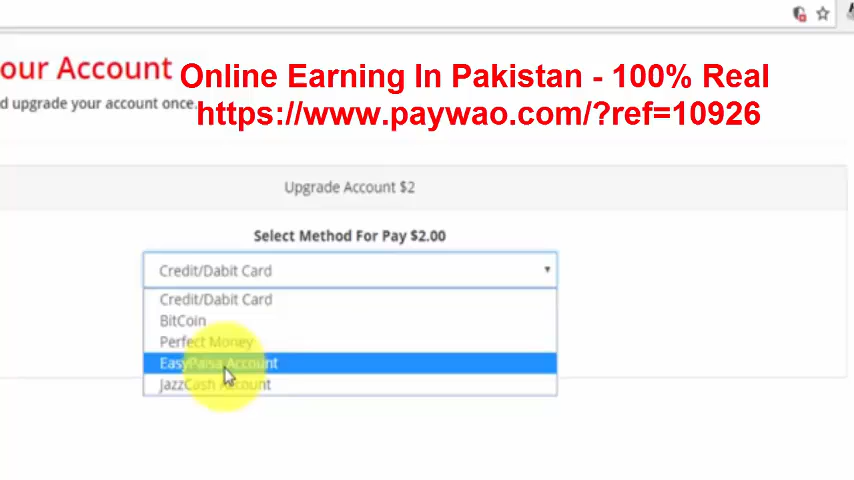 our Account
Online Earning In Pakistan - 100% Real
d upgrade your account once.
https://www.paywao.com/?ref=10926
Upgrade Account $2
Select Method For Pay $2.00
Credit/Dabit Card
Credit/Dabit Card
BitCoin
Perfect Money
EasyPaisa Account
JazzCash Account